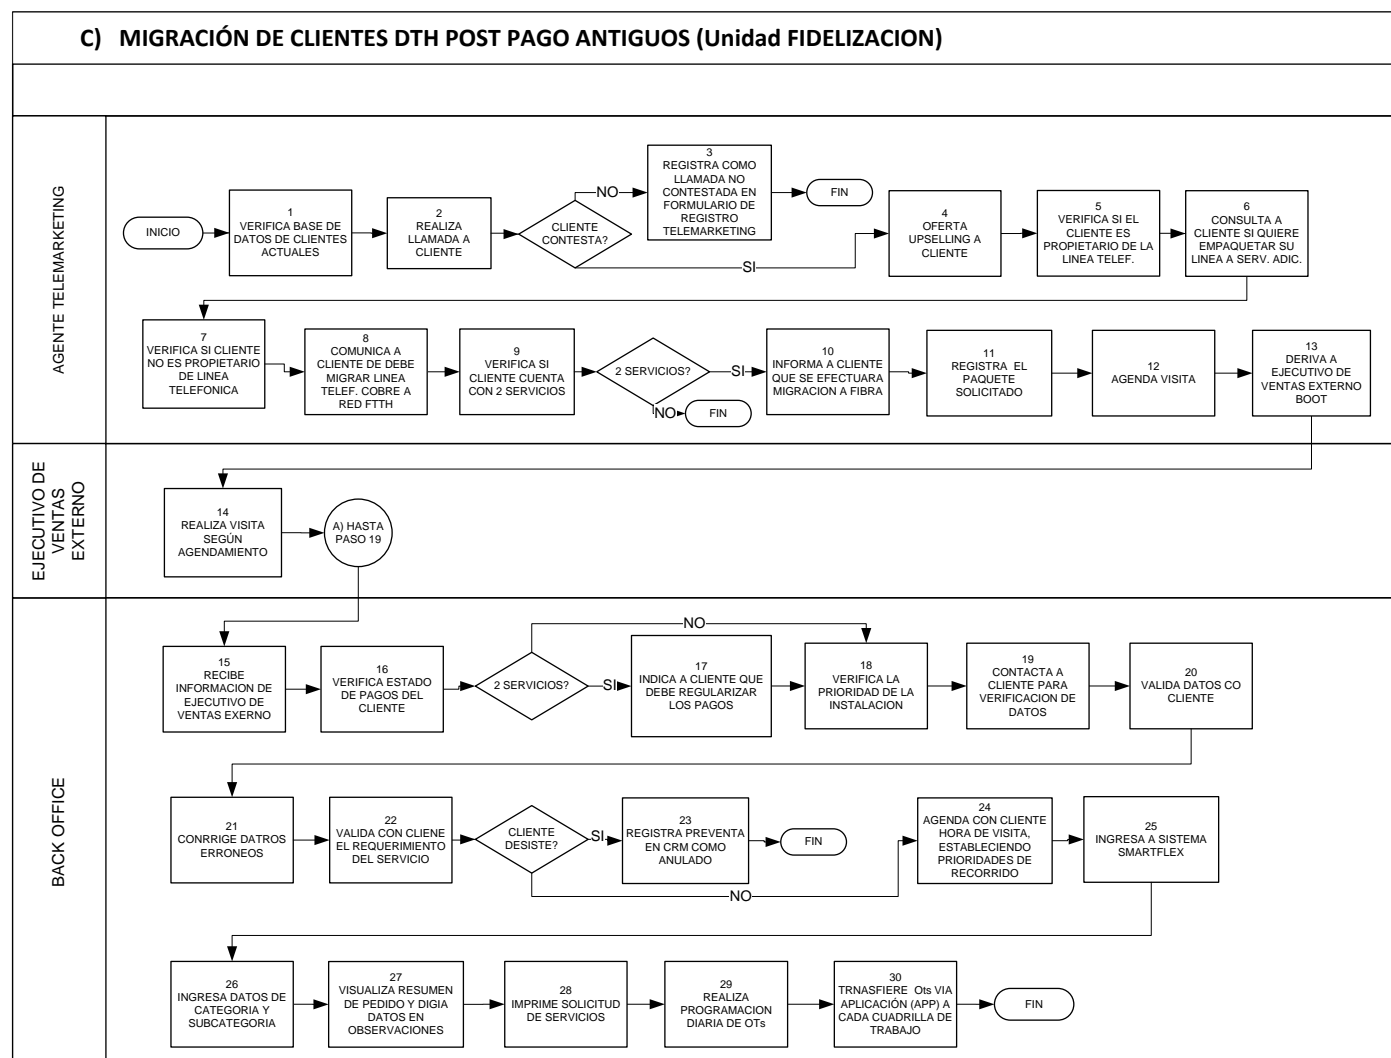 C) MIGRACIÓN DE CLIENTES DTH POST PAGO ANTIGUOS (Unidad FIDELIZACION)
AGENTE TELEMARKETING
INICIO
1
VERIFICA BASE DE
DATOS DE CLIENTES
ACTUALES
2
REALIZA
LLAMADA A
CLIENTE
CLIENTE
CONTESTA?
NO
3
REGISTRA COMO
LLAMADA NO
CONTESTADA EN
FORMULARIO DE
REGISTRO
TELEMARKETING
FIN
SI
4
OFERTA
UPSELLING A
CLIENTE
5
VERIFICA SI EL
CLIENTE ES
PROPIETARIO DE LA
LINEA TELEF.
6
CONSULTA A
CLIENTE SI QUIERE
EMPAQUETAR SU
LINEA A SERV. ADIC.
7
VERIFICA SI CLIENTE
NO ES PROPIETARIO
DE LINEA
TELEFONICA
8
COMUNICA A
CLIENTE DE DEBE
MIGRAR LINEA
TELEF. COBRE A
RED FTTH
9
VERIFICA SI
CLIENTE CUENTA
CON 2 SERVICIOS
2 SERVICIOS?
SI
NO
FIN
10
INFORMA A CLIENTE
QUE SE EFECTUARA
MIGRACION A FIBRA
11
REGISTRA EL
PAQUETE
SOLICITADO
12
AGENDA VISITA
13
DERIVA A
EJECUTIVO DE
VENTAS EXTERNO
BOOT
EJECUTIVO DE
VENTAS
EXTERNO
14
REALIZA VISITA
SEGÚN
AGENDAMIENTO
A) HASTA
PASO 19
BACK OFFICE
15
RECIBE
INFORMACION DE
EJECUTIVO DE
VENTAS EXERNO
16
VERIFICA ESTADO
DE PAGOS DEL
CLIENTE
2 SERVICIOS?
NO
SI
17
INDICA A CLIENTE QUE
DEBE REGULARIZAR
LOS PAGOS
18
VERIFICA LA
PRIORIDAD DE LA
INSTALACION
19
CONTACTA A
CLIENTE PARA
VERIFICACION DE
DATOS
20
VALIDA DATOS CO
CLIENTE
21
CONRRIGE DATROS
ERRONEOS
22
VALIDA CON CLIENE
EL REQUERIMIENTO
DEL SERVICIO
CLIENTE
DESISTE?
SI
23
REGISTRA PREVENTA
EN CRM COMO
ANULADO
FIN
NO
24
AGENDA CON CLIENTE
HORA DE VISITA,
ESTABLECIENDO
PRIORIDADES DE
RECORRIDO
25
INGRESA A SISTEMA
SMARTFLEX
26
INGRESA DATOS DE
CATEGORIA Y
SUBCATEGORIA
27
VISUALIZA RESUMEN
DE PEDIDO Y DIGIA
DATOS EN
OBSERVACIONES
28
IMPRIME SOLICITUD
DE SERVICIOS
29
REALIZA
PROGRAMACION
DIARIA DE OTs
30
TRNASFIERE Ots VIA
APLICACIÓN (APP) A
CADA CUADRILLA DE
TRABAJO
FIN